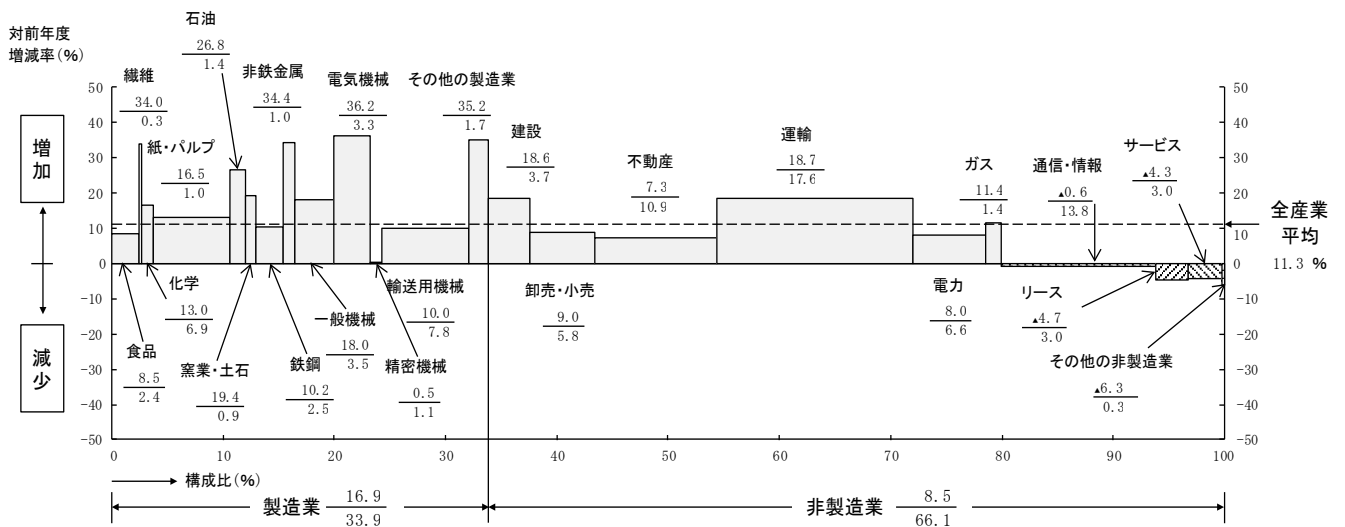 対前年度
増減率(%)
石油
26.8
1.4
繊維
34.0
0.3
非鉄金属
34.4
1.0
電気機械
36.2
3.3
その他の製造業
35.2
1.7
紙・パルプ
16.5
1.0
建設
18.6
3.7
不動産
7.3
10.9
運輸
18.7
17.6
ガス
11.4
1.4
通信・情報
▲0.6
13.8
サービス
▲4.3
3.0
50
40
30
20
10
0
-10
-20
-30
-40
-50
増加
減少
50
40
30
20
10
0
-10
-20
-30
-40
-50
全産業
平均
11.3 %
化学
13.0
6.9
食品
8.5
2.4
窯業・土石
19.4
0.9
鉄鋼
10.2
2.5
一般機械
18.0
3.5
輸送用機械
10.0
7.8
精密機械
0.5
1.1
卸売・小売
9.0
5.8
電力
8.0
6.6
リース
▲4.7
3.0
その他の非製造業
▲6.3
0.3
0 10 20 30 40 50 60 70 80 90 100
構成比(%)
製造業 16.9
33.9
非製造業 8.5
66.1